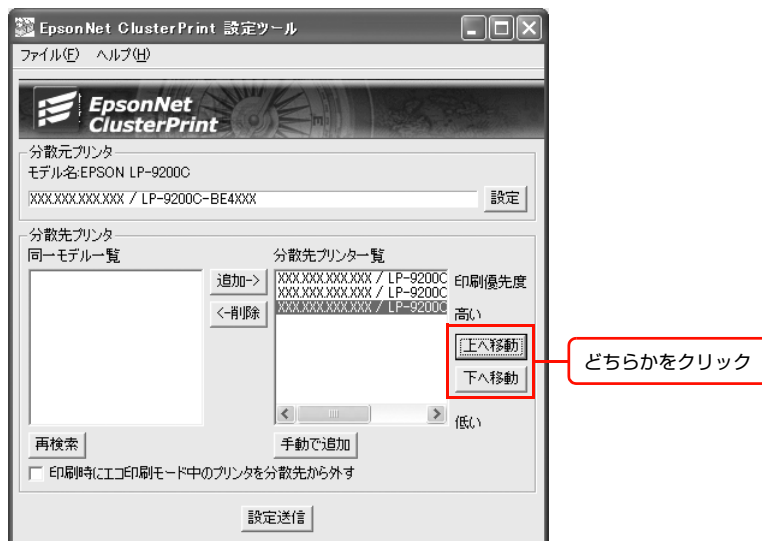 EpsonNet ClusterPrint 設定ツール
ファイル(F) ヘルプ(H)
EpsonNet
ClusterPrint
分散元プリンタ
モデル名:EPSON LP-9200C
XXX.XXX.XXX.XXX / LP-9200C-BE4XXX
設定
分散先プリンタ
同一モデル一覧
分散先プリンター覧
追加->
<-削除
XXX.XXX.XXX.XXX / LP-9200C
XXX.XXX.XXX.XXX / LP-9200C
XXX.XXX.XXX.XXX / LP-9200C
印刷優先度
高い
上へ移動
下へ移動
低い
どちらかをクリック
再検索
手動で追加
印刷時にエコ印刷モード中のプリンタを分散先から外す
設定送信